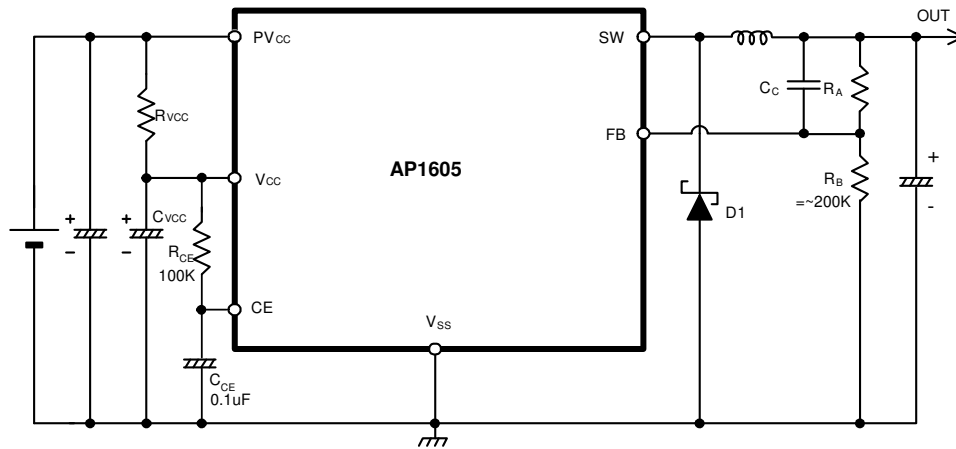 OUT
PVCC
SW
CC
RA
RVCC
FB
AP1605
VCC
+
RB
=~200K
-
D1
+
-
+
-
CVCC
RCE
100K
CE
VSS
CCE
0.1uF